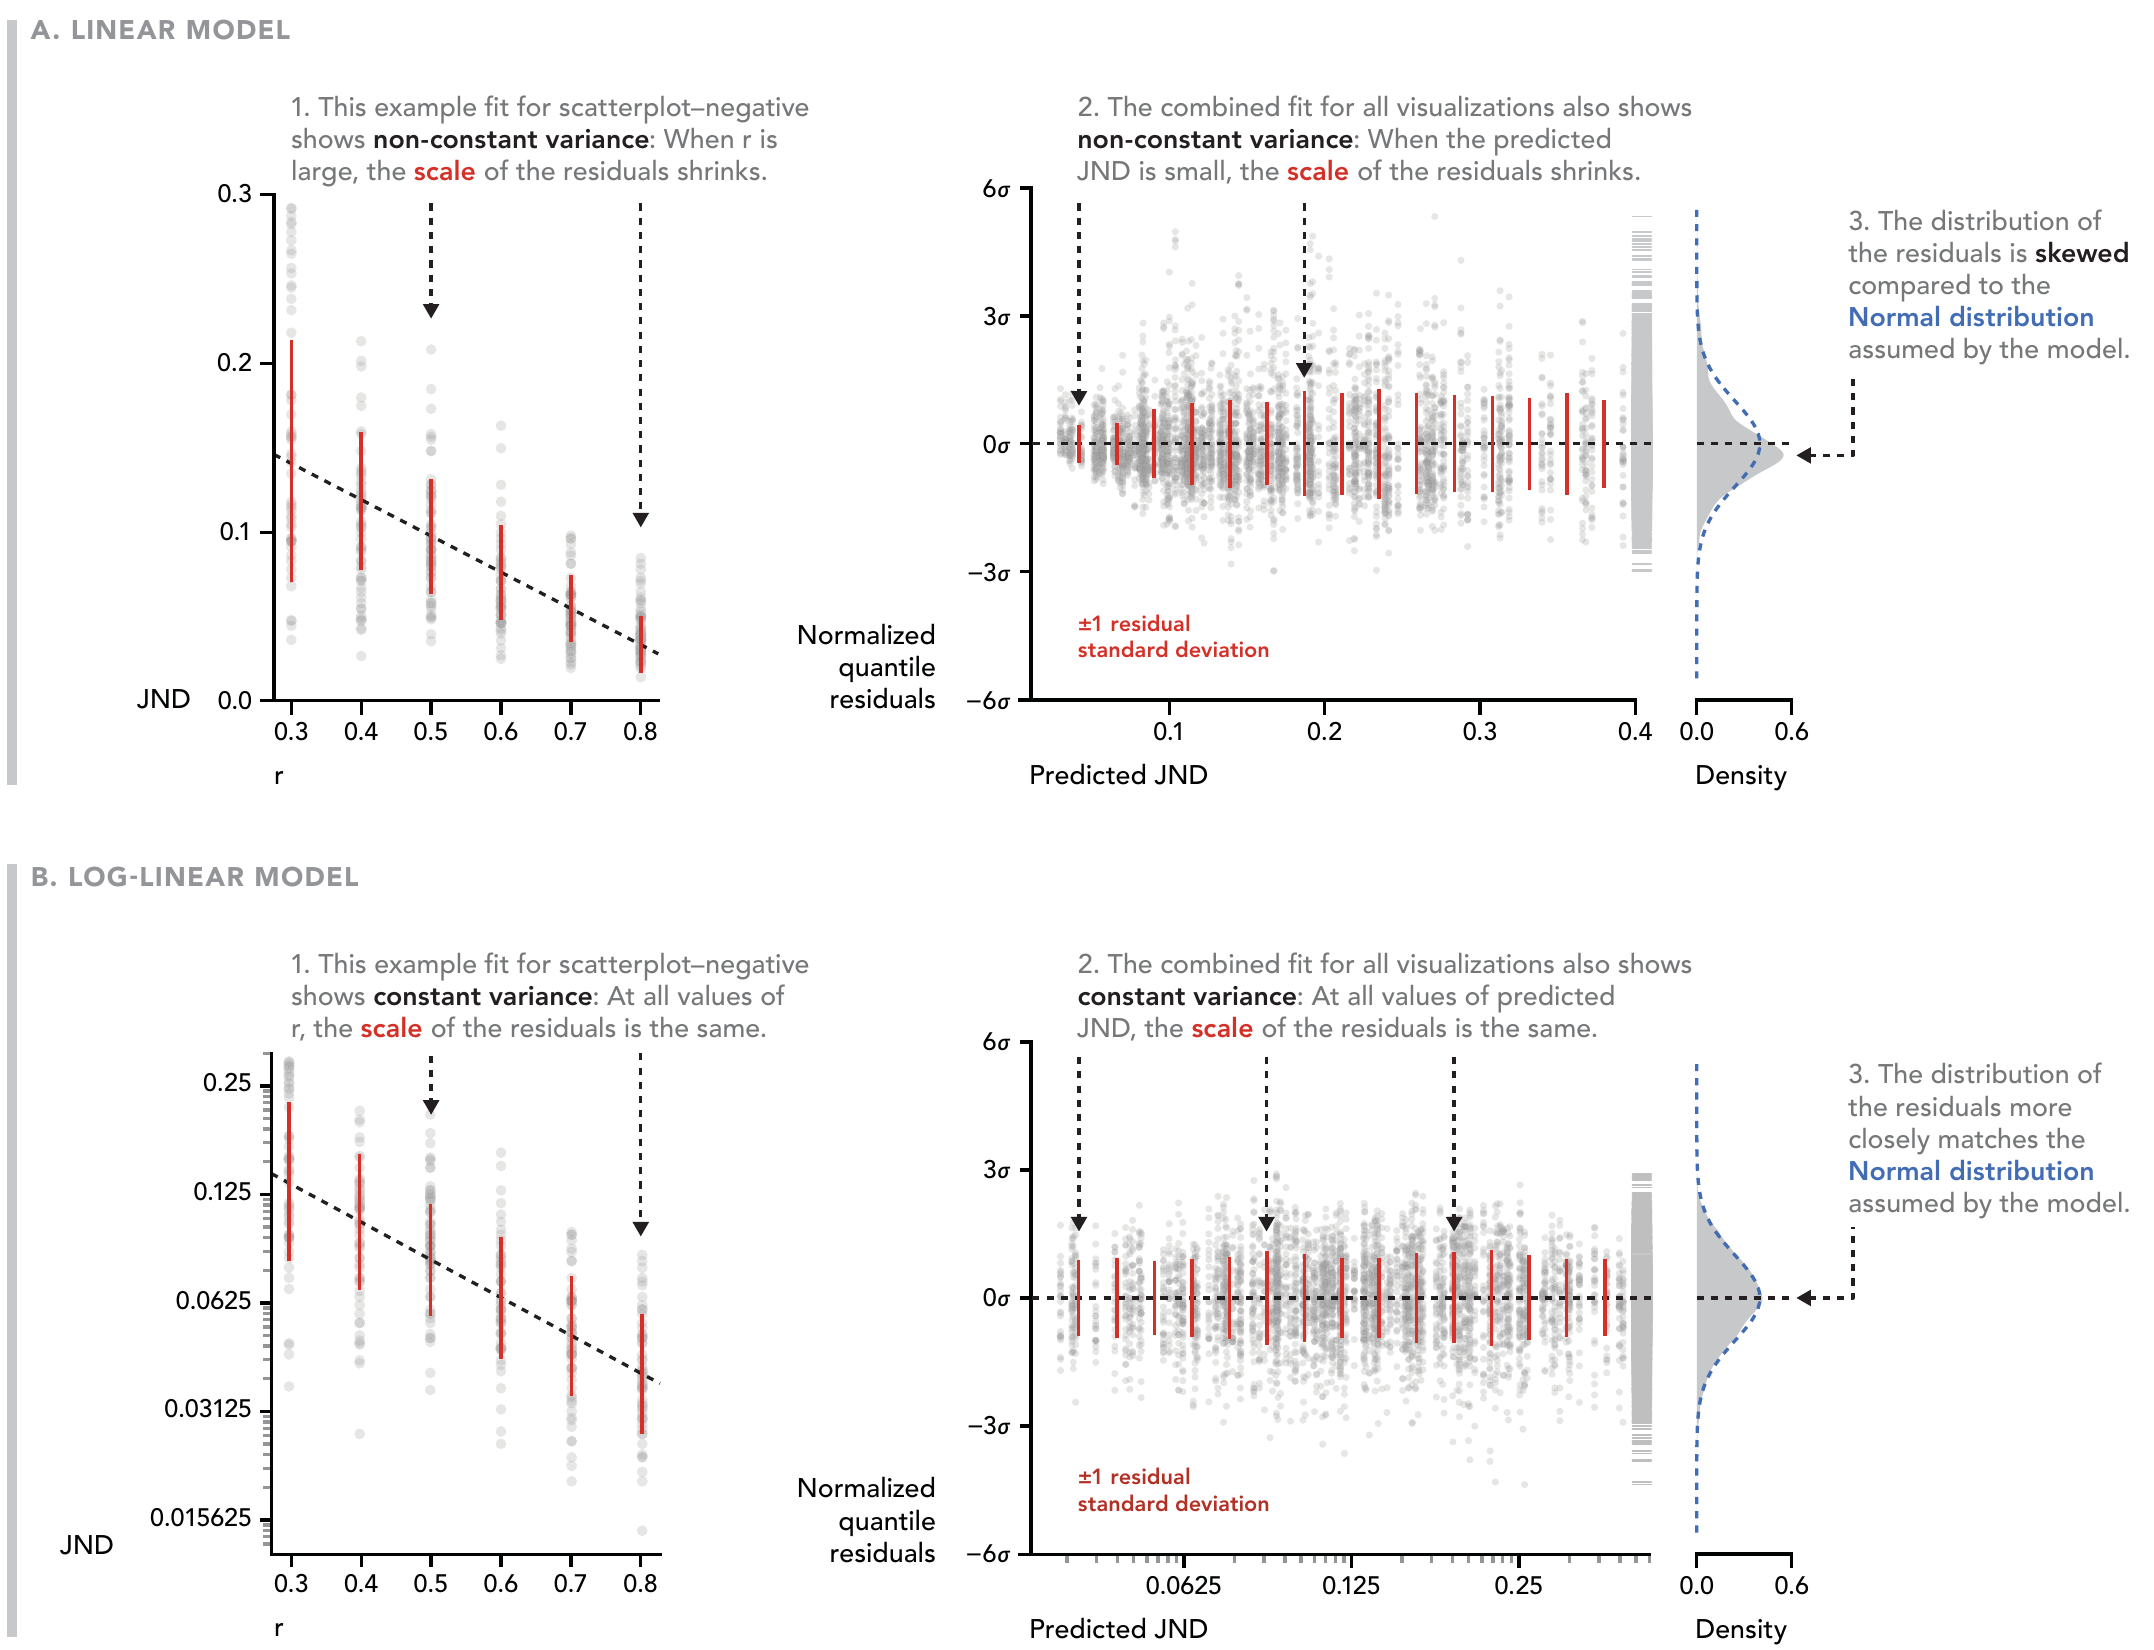 A. LINEAR MODEL
1. This example fit for scatterplot–negative
shows non-constant variance: When r is
large, the scale of the residuals shrinks.
0.3
0.2
0.1
0.0
JND
0.3 0.4 0.5 0.6 0.7 0.8
r
2. The combined fit for all visualizations also shows
non-constant variance: When the predicted
JND is small, the scale of the residuals shrinks.
6σ
3σ
0σ
−3σ
−6σ
Normalized
quantile
residuals
±1 residual
standard deviation
0.1 0.2 0.3 0.4
Predicted JND
0.0 0.6
Density
3. The distribution of
the residuals is skewed
compared to the
Normal distribution
assumed by the model.
B. LOG-LINEAR MODEL
1. This example fit for scatterplot–negative
shows constant variance: At all values of
r, the scale of the residuals is the same.
0.25
0.125
0.0625
0.03125
0.015625
JND
0.3 0.4 0.5 0.6 0.7 0.8
r
2. The combined fit for all visualizations also shows
constant variance: At all values of predicted
JND, the scale of the residuals is the same.
6σ
3σ
0σ
−3σ
−6σ
Normalized
quantile
residuals
±1 residual
standard deviation
0.0625 0.125 0.25
Predicted JND
0.0 0.6
Density
3. The distribution of
the residuals more
closely matches the
Normal distribution
assumed by the model.